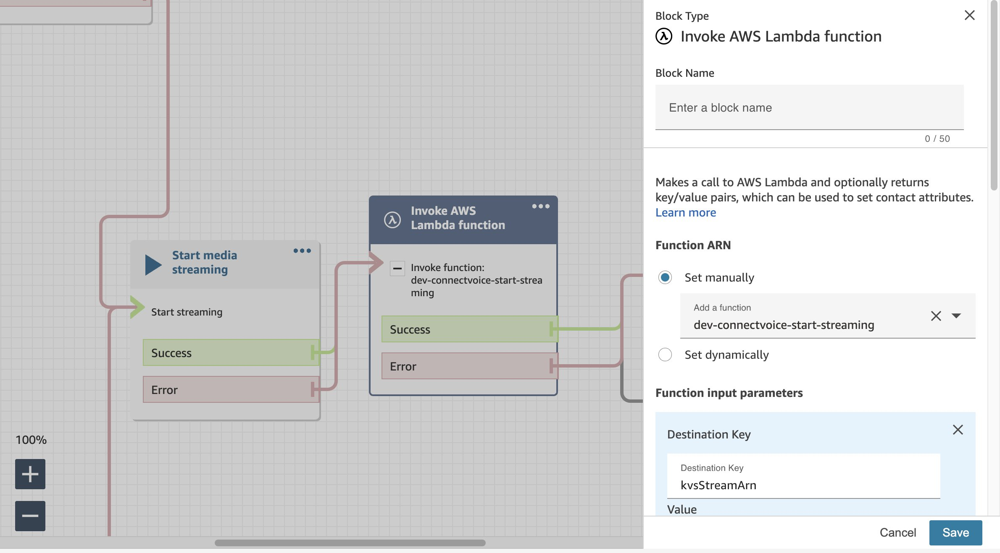 Start media
streaming
Start streaming
Success
Error
Invoke AWS
Lambda function
Invoke function:
dev-connectvoice-start-strea
ming
Success
Error
100%
Block Type
Invoke AWS Lambda function
Block Name
Enter a block name
0 / 50
Makes a call to AWS Lambda and optionally returns
key/value pairs, which can be used to set contact attributes.
Learn more
Function ARN
Set manually
Add a function
dev-connectvoice-start-streaming
Set dynamically
Function input parameters
Destination Key
Destination Key
kvsStreamArn
Value
Cancel
Save